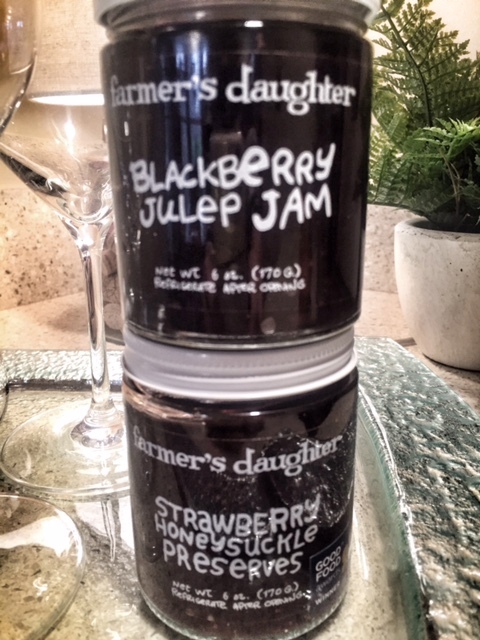 farmer's daughter
BLACKBERRY
JULEP JAM
Net Wt 6 oz. (170 G)
REFRIGERATE AFTER OPENING
farmer's daughter
STRAWBERRY
HONEYSUCKLE
PRESERVES
Net Wt 6 oz. (170 G)
REFRIGERATE AFTER OPENING
GOOD
FOOD
WINNER